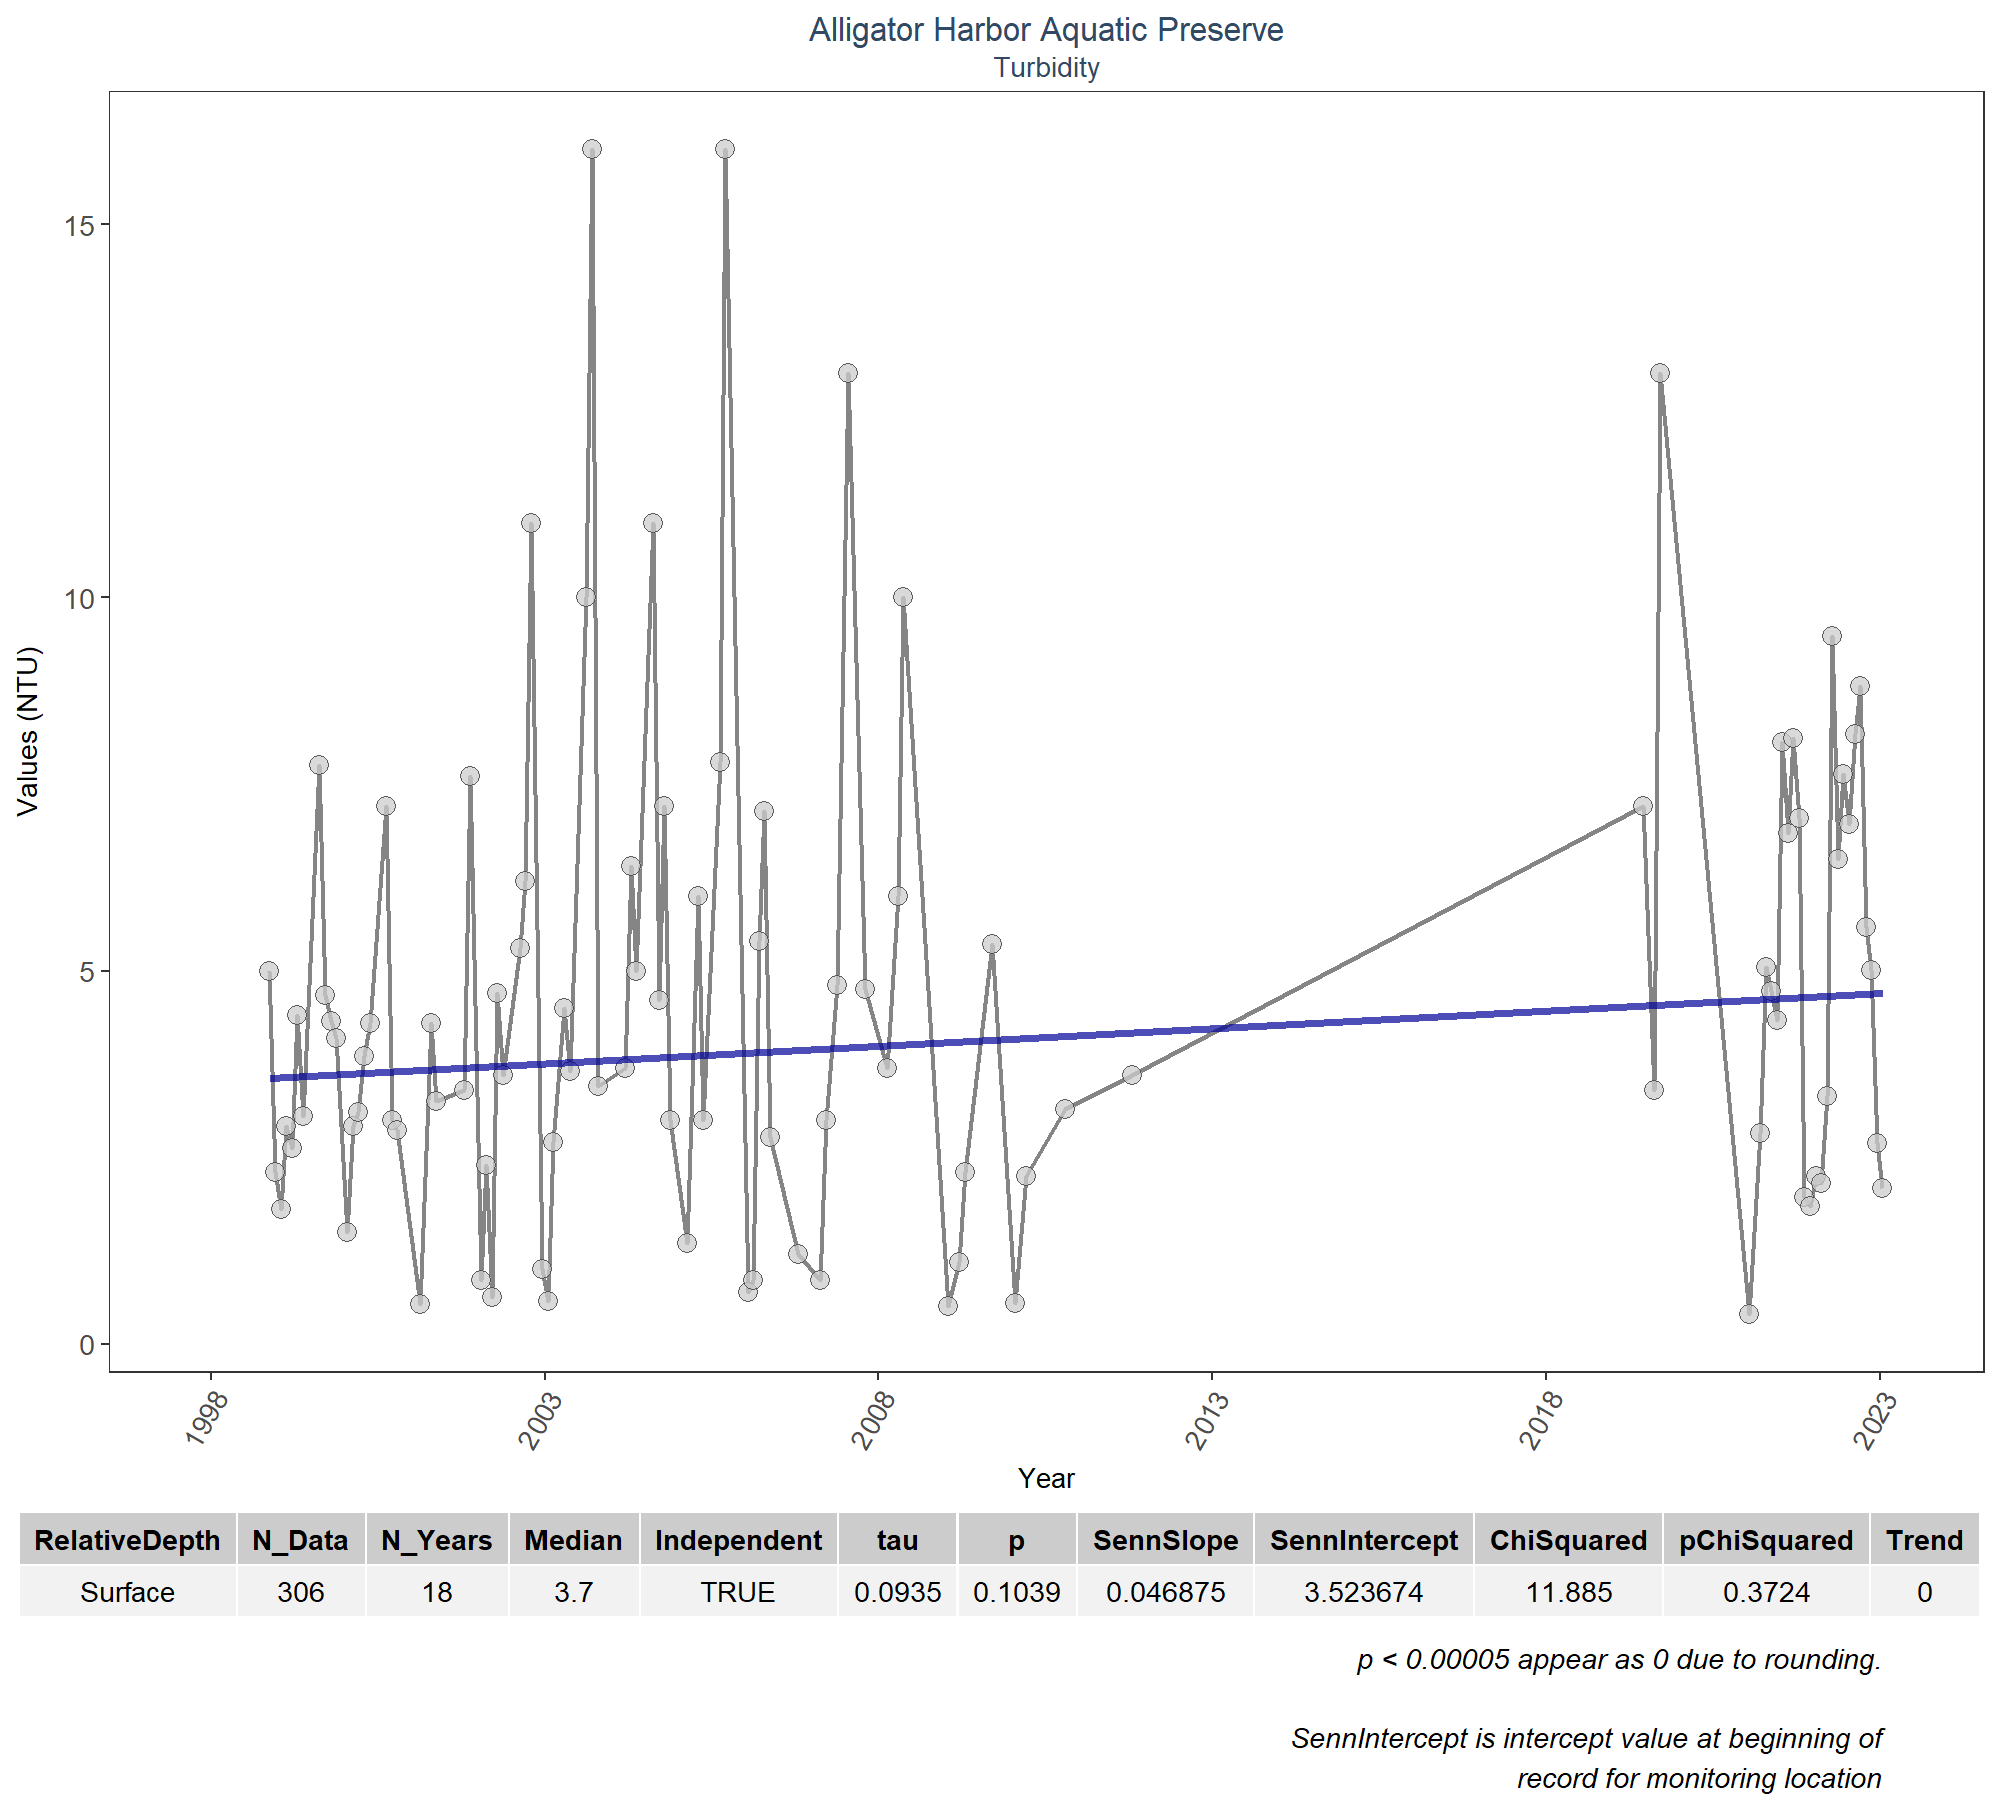 Alligator Harbor Aquatic Preserve
Turbidity
Values (NTU)
15
10
5
0
1998 2003 2008 2013 2018 2023
Year
RelativeDepth N_Data N_Years Median Independent tau p SennSlope SennIntercept ChiSquared pChiSquared Trend
Surface 306 18 3.7 TRUE 0.0935 0.1039 0.046875 3.523674 11.885 0.3724 0
p < 0.00005 appear as 0 due to rounding.
SennIntercept is intercept value at beginning of
record for monitoring location